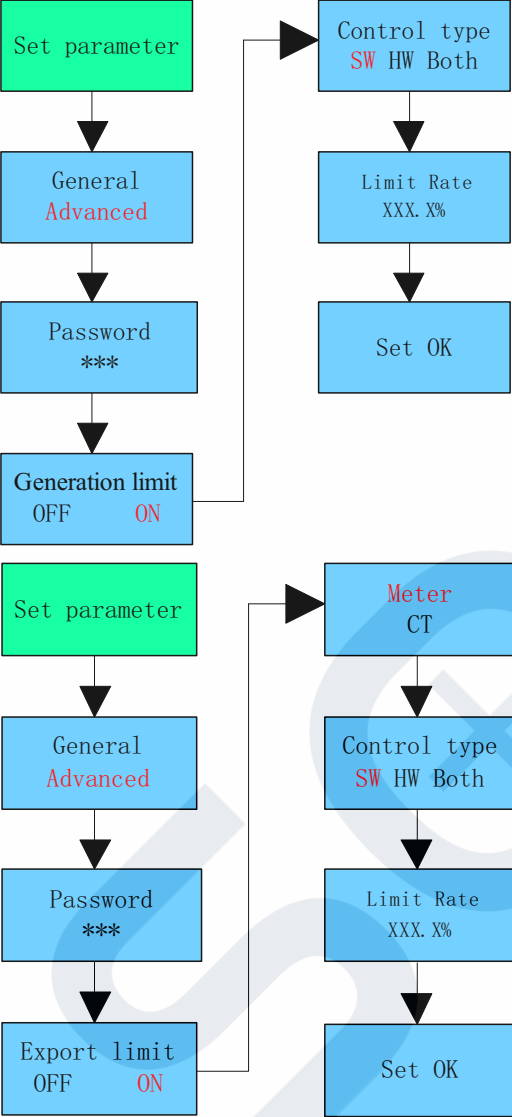 Set parameter
General
Advanced
Password
***
Generation limit
OFF ON
Control type
SW HW Both
Limit Rate
XXX.X%
Set OK
Set parameter
General
Advanced
Password
***
Export limit
OFF ON
Meter
CT
Control type
SW HW Both
Limit Rate
XXX.X%
Set OK